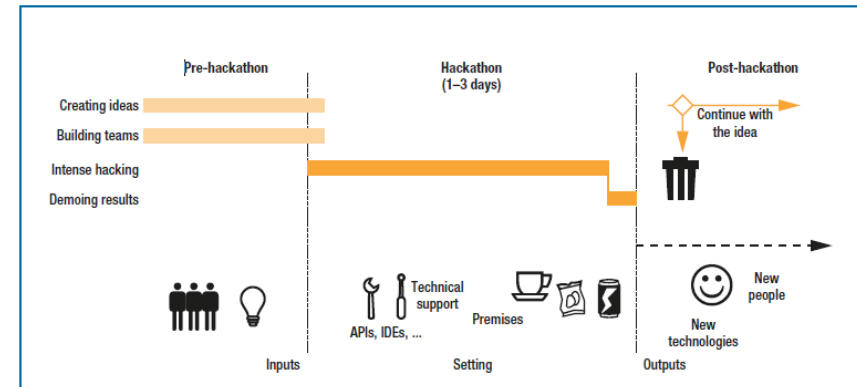 Pre-hackathon
Hackathon
(1–3 days)
Post-hackathon
Creating ideas
Building teams
Intense hacking
Demoing results
Continue with
the idea
Technical
support
APIs, IDEs, ...
Premises
New
people
New
technologies
Inputs
Setting
Outputs